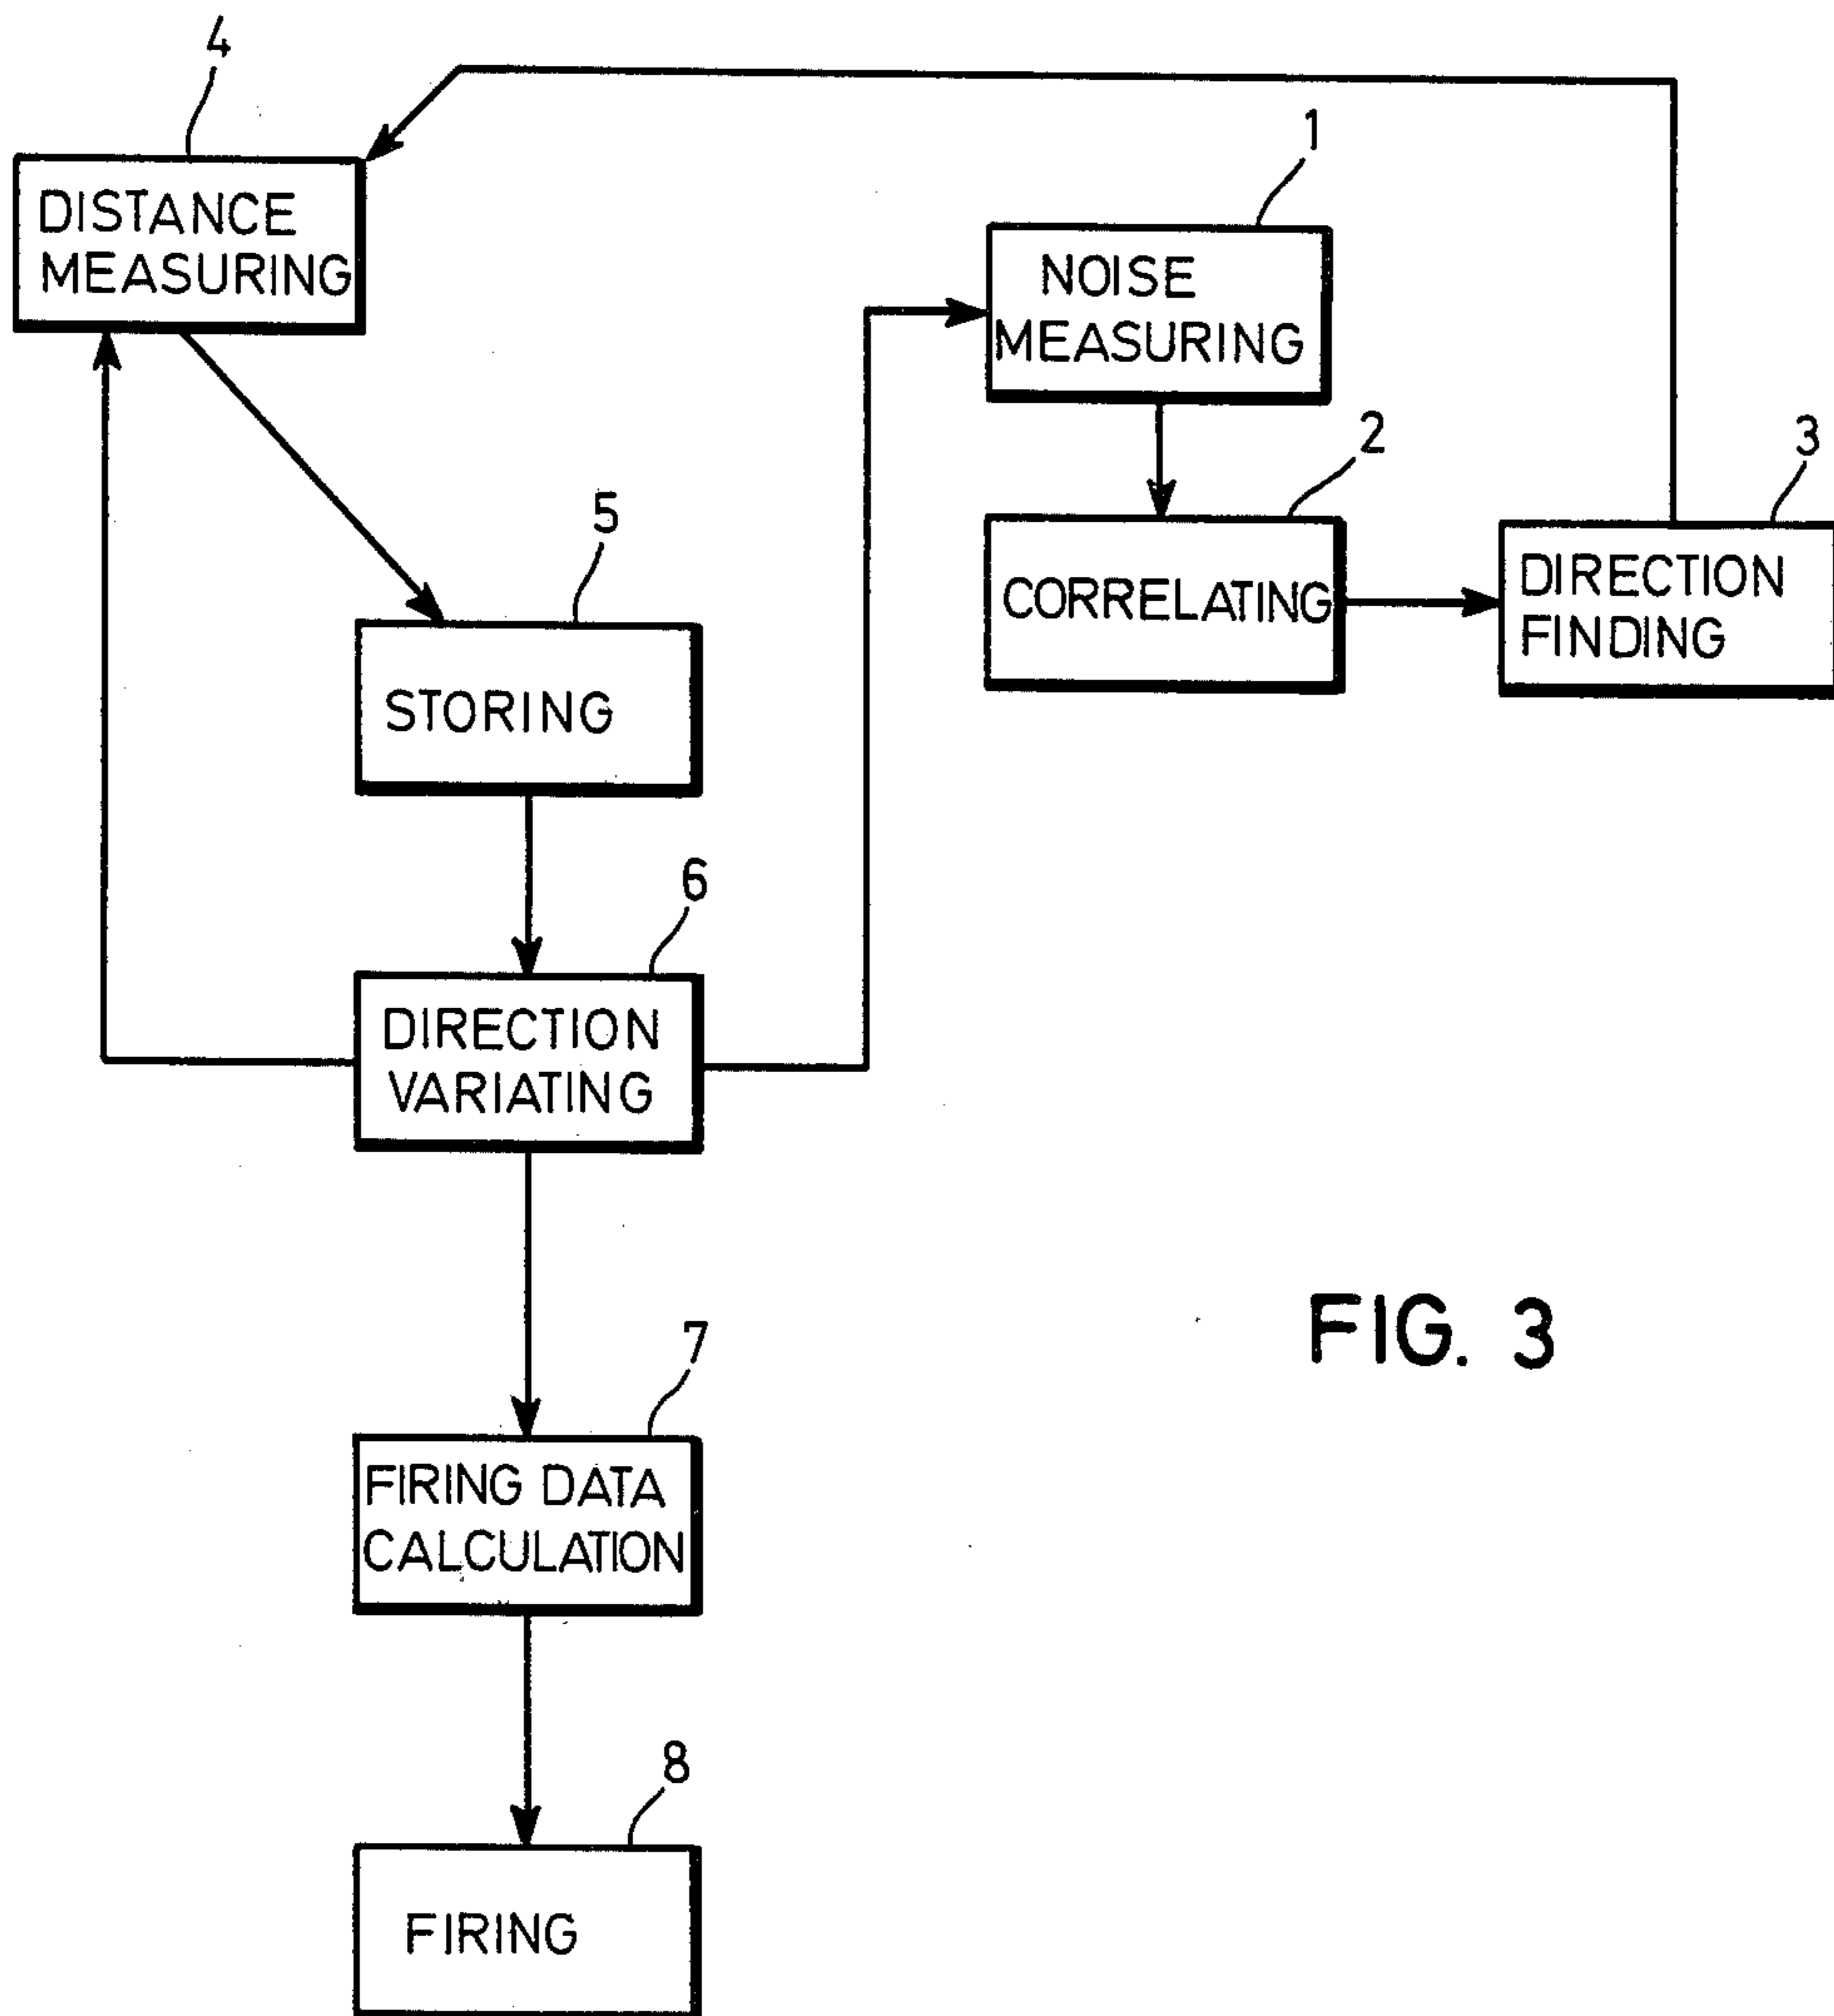 4
DISTANCE
MEASURING
1
NOISE
MEASURING
2
CORRELATING
3
DIRECTION
FINDING
5
STORING
6
DIRECTION
VARIATING
7
FIRING DATA
CALCULATION
8
FIRING
FIG. 3